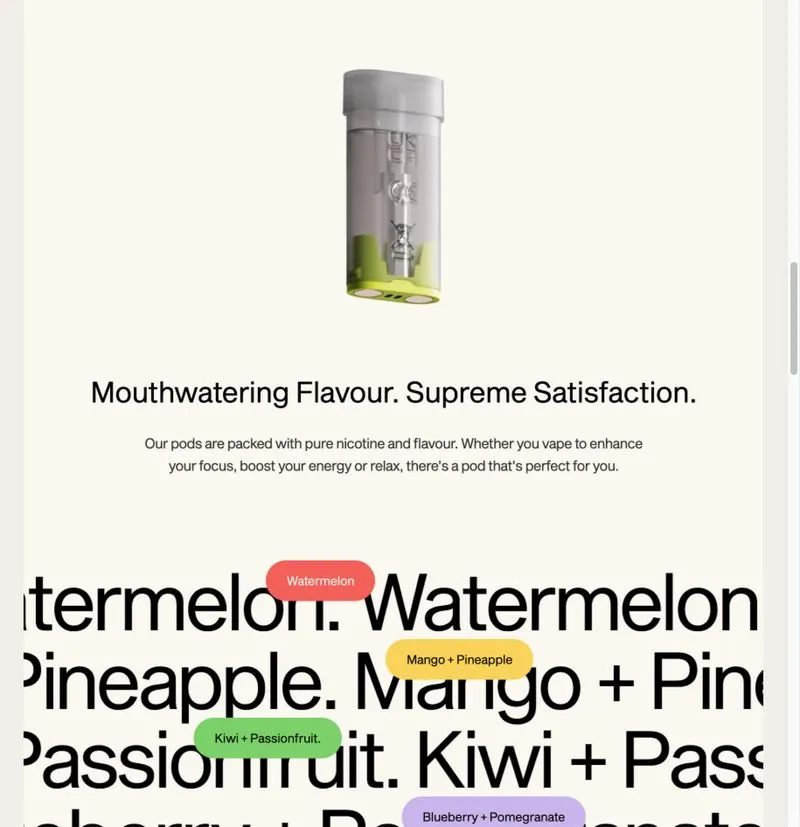 Mouthwatering Flavour. Supreme Satisfaction.
Our pods are packed with pure nicotine and flavour. Whether you vape to enhance
your focus, boost your energy or relax, there's a pod that's perfect for you.
Watermelon
termelon. Watermelon
Mango + Pineapple
Pineapple. Mango + Pine
Kiwi + Passionfruit.
Passionfruit. Kiwi + Pass
Blueberry + Pomegranate